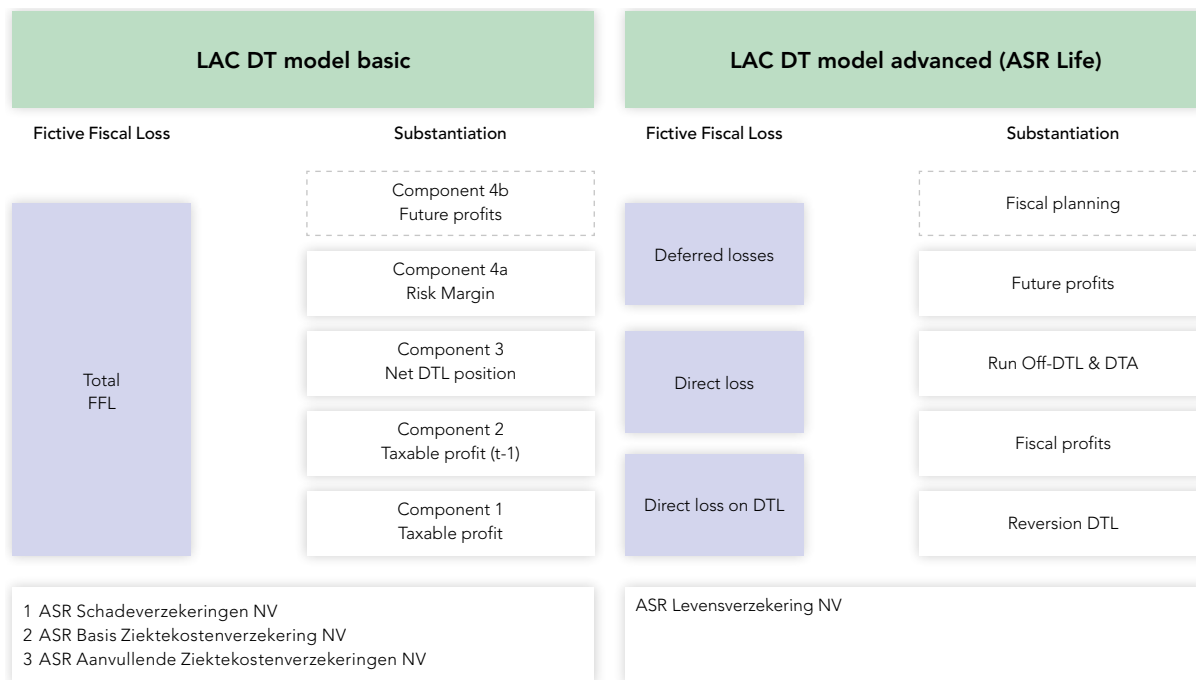 LAC DT model basic
Fictive Fiscal Loss
Substantiation
Component 4b
Future profits
Component 4a
Risk Margin
Component 3
Net DTL position
Total
FFL
Component 2
Taxable profit (t-1)
Component 1
Taxable profit
1 ASR Schadeverzekeringen NV
2 ASR Basis Ziektekostenverzekering NV
3 ASR Aanvullende Ziektekostenverzekeringen NV
LAC DT model advanced (ASR Life)
Fictive Fiscal Loss
Substantiation
Fiscal planning
Deferred losses
Future profits
Run Off-DTL & DTA
Direct loss
Fiscal profits
Direct loss on DTL
Reversion DTL
ASR Levensverzekering NV